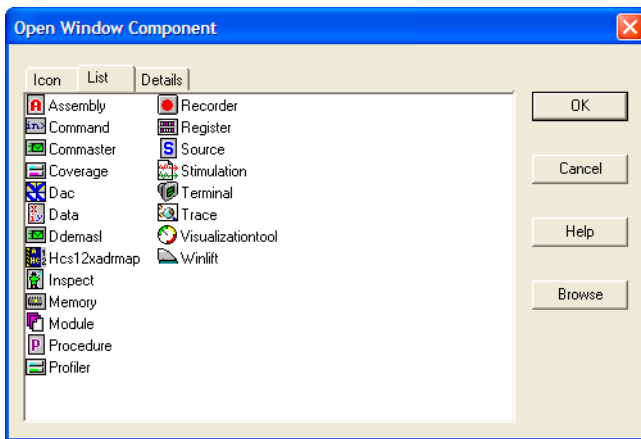 Open Window Component
Icon List Details
Assembly
Command
Commaster
Coverage
Dac
Data
Ddemasl
Hcs12xadrmap
Inspect
Memory
Module
Procedure
Profiler
Recorder
Register
Source
Stimulation
Terminal
Trace
Visualizationtool
Winlift
OK
Cancel
Help
Browse